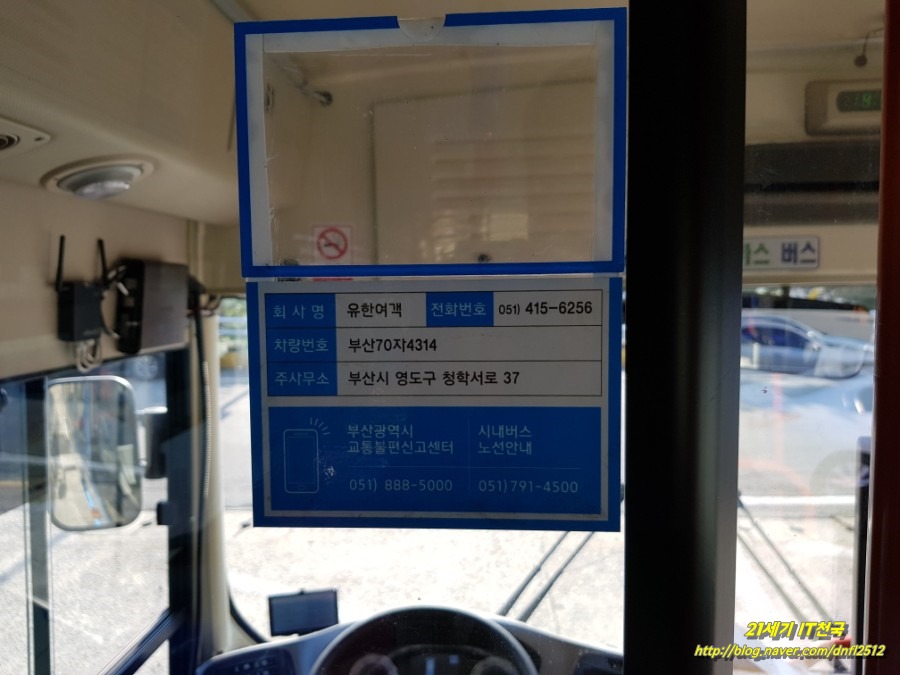 회사명 유한여객 전화번호 051) 415-6256
차량번호 부산70자4314
주사무소 부산시 영도구 청학서로 37
부산광역시
교통불편신고센터
051) 888-5000
시내버스
노선안내
051)791-4500
버스
21세기 IT천국
http://blog.naver.com/dnfl2512